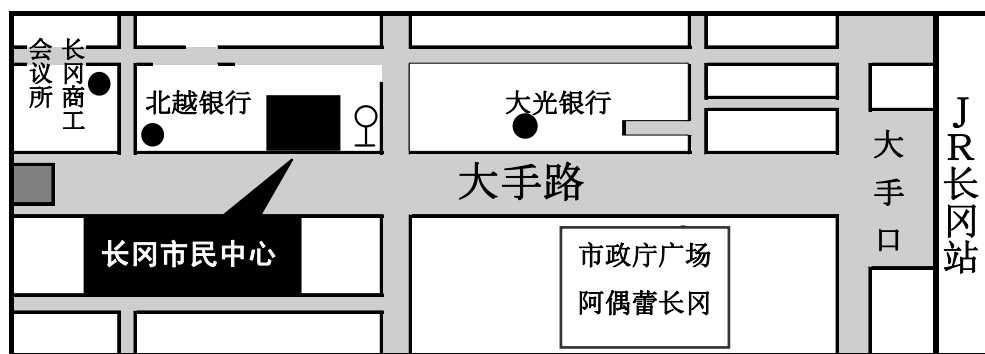 长冈商工
会议所
北越银行
大光银行
大手路
大手口
JR长冈站
长冈市民中心
市政厅广场
阿偶蕾长冈